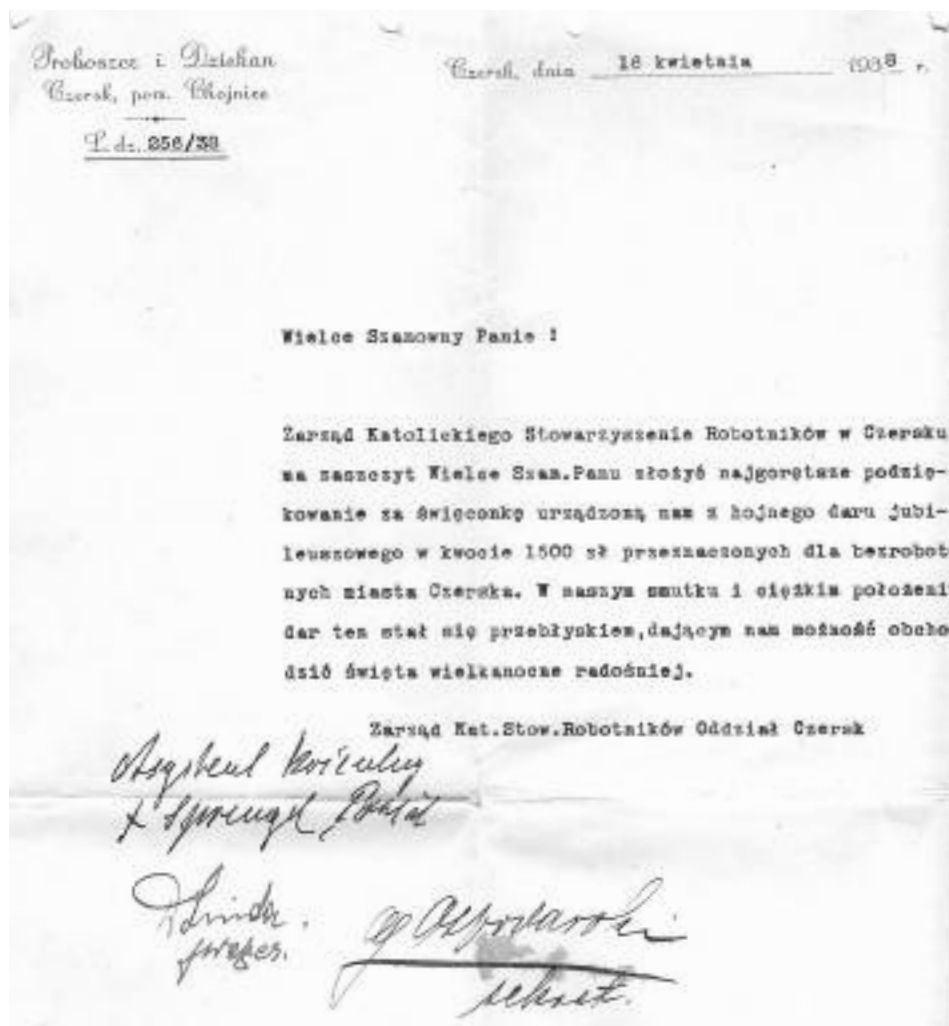 Proboszcz i Dziekan
Czersk, pow. Chojnice
L. dz. 256/38
Czersk, dnia 16 kwietnia 1938 r.
Wielce Szanowny Panie !
Zarząd Katolickiego Stowarzyszenie Robotników w Czersku
ma zaszczyt Wielce Szan.Panu złożyć najgorętsze podzię-
kowanie za święconkę urządzoną nam z hojnego daru jubi-
leuszowego w kwocie 1500 zł przeznaczonych dla bezrobot
nych miasta Czerska. W naszym smutku i ciężkim położeni
dar ten stał się przebłyskiem,dającym nam możność obcho
dzić święta wielkanocne radośniej.
Zarząd Kat.Stow.Robotników Oddział Czersk
Asystent Kościelny
X Sprengel
prezes.
sekret.